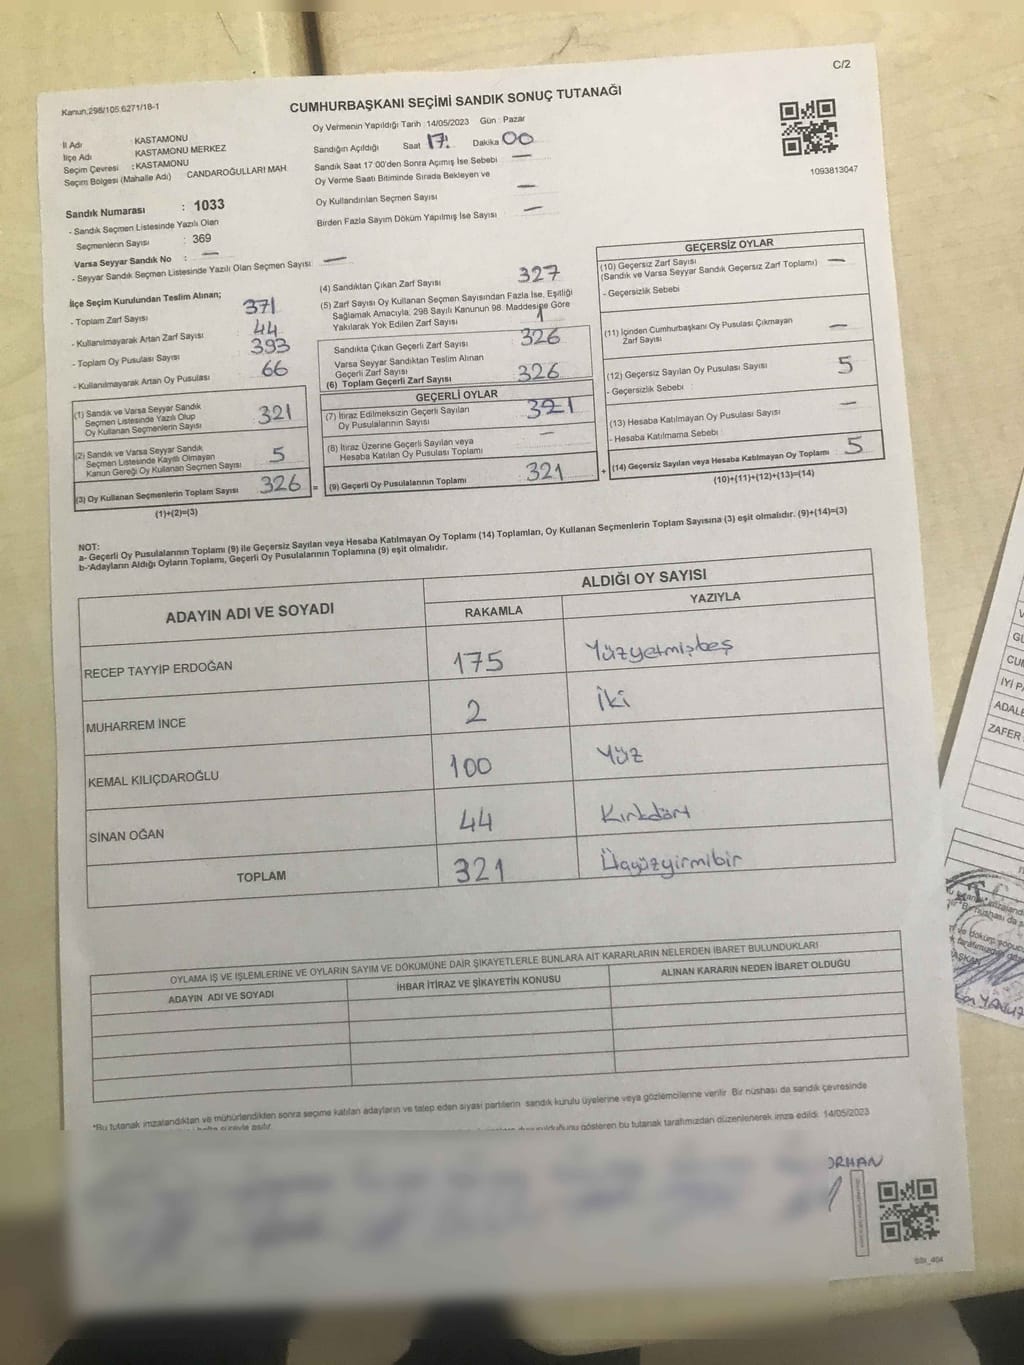 C/2
Kanun:298/105:6271/18-1
CUMHURBAŞKANI SEÇİMİ SANDIK SONUÇ TUTANAĞI
İl Adı : KASTAMONU
İlçe Adı KASTAMONU MERKEZ
Seçim Çevresi : KASTAMONU
Seçim Bölgesi (Mahalle Adı) CANDAROĞULLARI MAH
Oy Vermenin Yapıldığı Tarih :14/05/2023 Gün : Pazar
Sandığın Açıldığı Saat 17: Dakika 00
Sandık Saat 17:00'den Sonra Açımış İse Sebebi —
Oy Verme Saati Bitiminde Sırada Bekleyen ve
Oy Kullandırılan Seçmen Sayısı —
Birden Fazla Sayım Döküm Yapılmış İse Sayısı —
1093813047
Sandık Numarası : 1033
- Sandık Seçmen Listesinde Yazılı Olan
Seçmenlerin Sayısı : 369
Varsa Seyyar Sandık No : —
- Seyyar Sandık Seçmen Listesinde Yazılı Olan Seçmen Sayısı —
İlçe Seçim Kurulundan Teslim Alınan;
- Toplam Zarf Sayısı 371
- Kullanılmayarak Artan Zarf Sayısı 44
- Toplam Oy Pusulası Sayısı 393
- Kullanılmayarak Artan Oy Pusulası 66
(1) Sandık ve Varsa Seyyar Sandık
Seçmen Listesinde Yazılı Olup
Oy Kullanan Seçmenlerin Sayısı 321
(2) Sandık ve Varsa Seyyar Sandık
Seçmen Listesinde Kayıtlı Olmayan
Kanun Gereği Oy Kullanan Seçmen Sayısı 5
(3) Oy Kullanan Seçmenlerin Toplam Sayısı 326 =
(1)+(2)=(3)
(4) Sandıktan Çıkan Zarf Sayısı 327
(5) Zarf Sayısı Oy Kullanan Seçmen Sayısından Fazla İse, Eşitliği
Sağlamak Amacıyla, 298 Sayılı Kanunun 98. Maddesine Göre
Yakılarak Yok Edilen Zarf Sayısı 1
Sandıkta Çıkan Geçerli Zarf Sayısı 326
Varsa Seyyar Sandıktan Teslim Alınan
Geçerli Zarf Sayısı
(6) Toplam Geçerli Zarf Sayısı 326
GEÇERLİ OYLAR
(7) İtiraz Edilmeksizin Geçerli Sayılan
Oy Pusulalarının Sayısı 321
(8) İtiraz Üzerine Geçerli Sayılan veya
Hesaba Katılan Oy Pusulası Toplamı —
(9) Geçerli Oy Pusulalarının Toplamı 321 +
GEÇERSİZ OYLAR
(10) Geçersiz Zarf Sayısı
(Sandık ve Varsa Seyyar Sandık Geçersiz Zarf Toplamı) —
- Geçersizlik Sebebi
(11) İçinden Cumhurbaşkanı Oy Pusulası Çıkmayan
Zarf Sayısı —
(12) Geçersiz Sayılan Oy Pusulası Sayısı 5
- Geçersizlik Sebebi :
(13) Hesaba Katılmayan Oy Pusulası Sayısı —
- Hesaba Katılmama Sebebi :
(14) Geçersiz Sayılan veya Hesaba Katılmayan Oy Toplamı : 5
(10)+(11)+(12)+(13)=(14)
NOT:
a- Geçerli Oy Pusulalarının Toplamı (9) ile Geçersiz Sayılan veya Hesaba Katılmayan Oy Toplamı (14) Toplamları, Oy Kullanan Seçmenlerin Toplam Sayısına (3) eşit olmalıdır. (9)+(14)=(3)
b- Adayların Aldığı Oyların Toplamı, Geçerli Oy Pusulalarının Toplamına (9) eşit olmalıdır.
ADAYIN ADI VE SOYADI
ALDIĞI OY SAYISI
RAKAMLA YAZIYLA
RECEP TAYYİP ERDOĞAN 175 Yüzyetmişbeş
MUHARREM İNCE 2 İki
KEMAL KILIÇDAROĞLU 100 Yüz
SİNAN OĞAN 44 Kırkdört
TOPLAM 321 Üçyüzyirmibir
OYLAMA İŞ VE İŞLEMLERİNE VE OYLARIN SAYIM VE DÖKÜMÜNE DAİR ŞİKAYETLERLE BUNLARA AİT KARARLARIN NELERDEN İBARET BULUNDUKLARI
ADAYIN ADI VE SOYADI İHBAR İTİRAZ VE ŞİKAYETİN KONUSU ALINAN KARARIN NEDEN İBARET OLDUĞU
*Bu tutanak imzalandıktan ve mühürlendikten sonra seçime katılan adayların ve talep eden siyasi partilerin sandık kurulu üyelerine veya gözlemcilerine verilir. Bir nüshası da sandık çevresinde
hafta süreyle asılır. durulduğunu gösteren bu tutanak tarafımızdan düzenlenerek imza edildi. 14/05/2023
ORHAN
SSI_404
GÜ
CUM
İYİ PA
ADALE
ZAFER